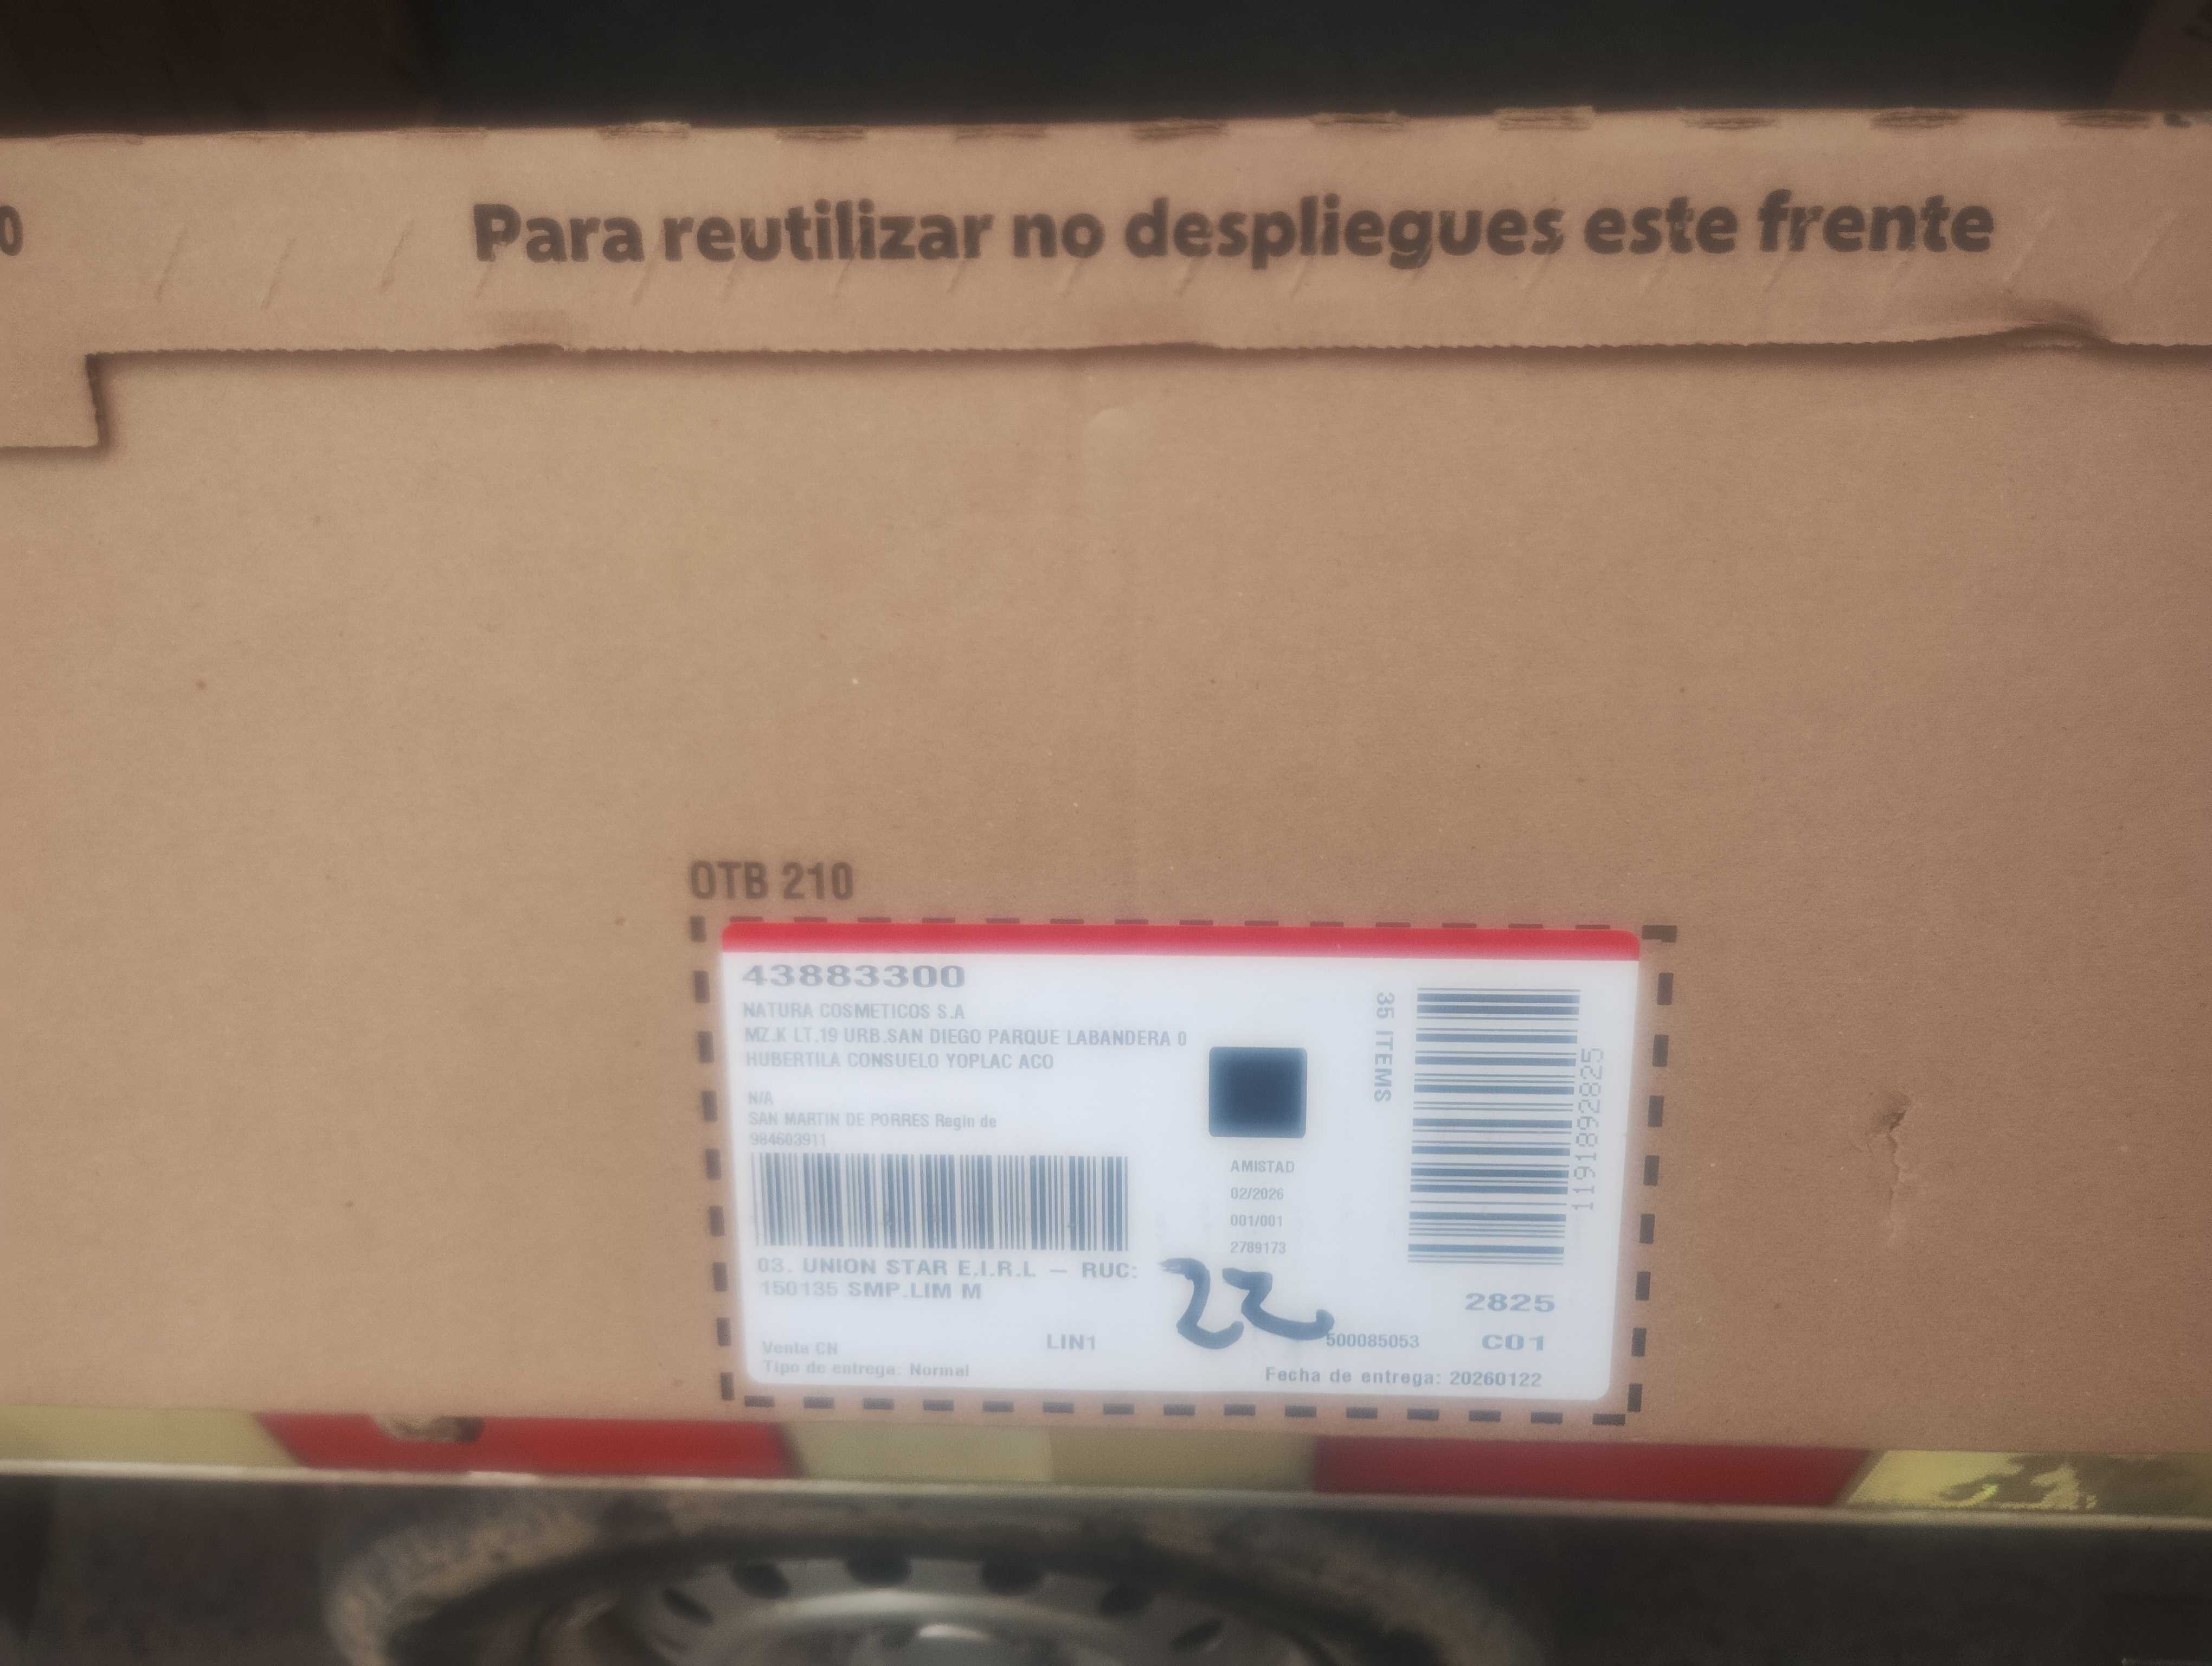 0
Para reutilizar no despliegues este frente
OTB 210
43883300
NATURA COSMETICOS S.A
MZ.K LT.19 URB.SAN DIEGO PARQUE LABANDERA 0
HUBERTILA CONSUELO YOPLAC ACO
N/A
SAN MARTIN DE PORRES Regin de
984603911
03. UNION STAR E.I.R.L – RUC:
150135 SMP.LIM M
Venta CN
Tipo de entrega: Normal
LIN1
AMISTAD
02/2026
001/001
2789173
22
500085053
35 ITEMS
1191892825
2825
C01
Fecha de entrega: 20260122